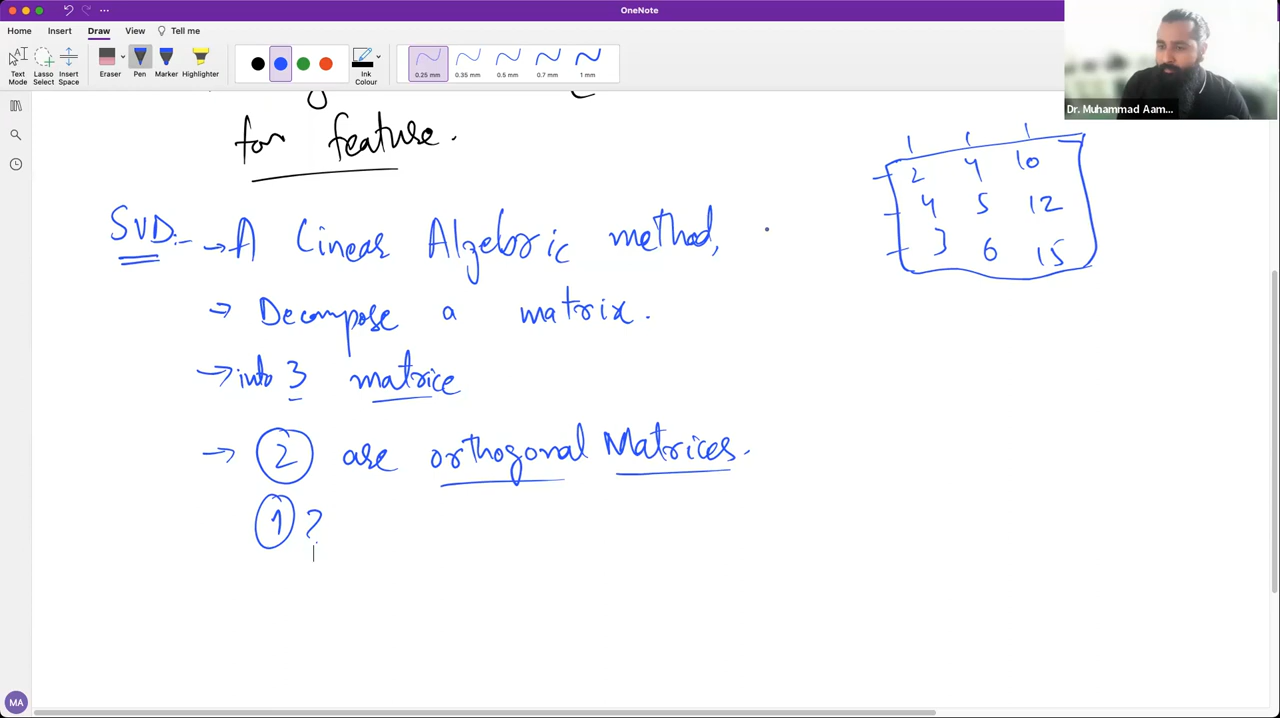 OneNote
Home Insert Draw View Tell me
Text Mode Lasso Select Insert Space Eraser Pen Marker Highlighter Ink Colour 0.25 mm 0.35 mm 0.5 mm 0.7 mm 1 mm
Dr. Muhammad Aam...
for feature.
1 1 1
2 4 10
4 5 12
3 6 15
SVD:- → A Linear Algebric method,
→ Decompose a matrix.
→ into 3 matrice
→ 2 are orthogonal Matrices.
1 ?
MA